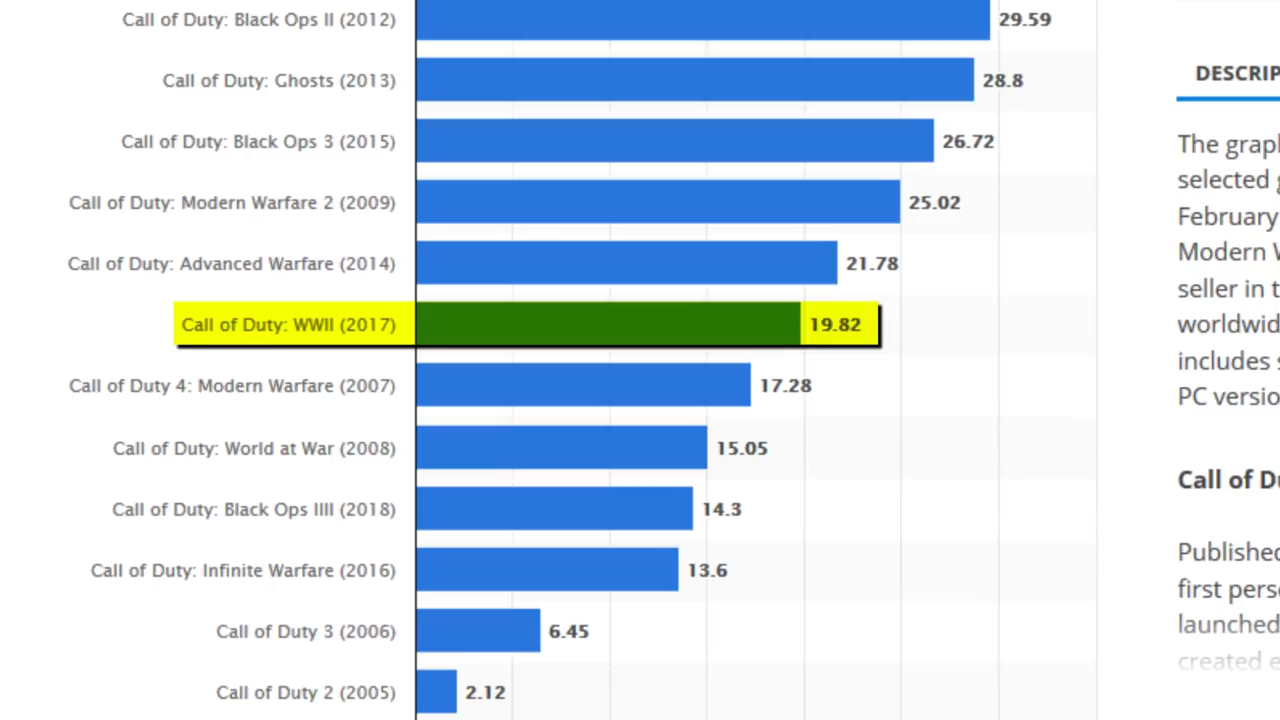 Call of Duty: Black Ops II (2012) 29.59
Call of Duty: Ghosts (2013) 28.8
Call of Duty: Black Ops 3 (2015) 26.72
Call of Duty: Modern Warfare 2 (2009) 25.02
Call of Duty: Advanced Warfare (2014) 21.78
Call of Duty: WWII (2017) 19.82
Call of Duty 4: Modern Warfare (2007) 17.28
Call of Duty: World at War (2008) 15.05
Call of Duty: Black Ops IIII (2018) 14.3
Call of Duty: Infinite Warfare (2016) 13.6
Call of Duty 3 (2006) 6.45
Call of Duty 2 (2005) 2.12
DESCRIP
The grap
selected
February
Modern
seller in t
worldwid
includes
PC versio
Call of D
Published
first pers
launched
created e